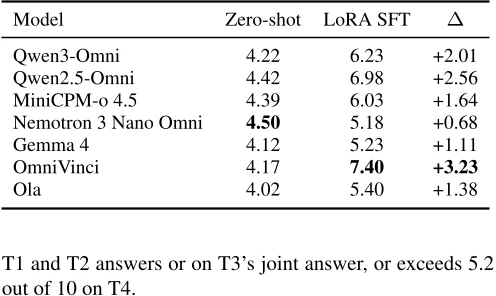 Model Zero-shot LoRA SFT Δ
Qwen3-Omni 4.22 6.23 +2.01
Qwen2.5-Omni 4.42 6.98 +2.56
MiniCPM-o 4.5 4.39 6.03 +1.64
Nemotron 3 Nano Omni 4.50 5.18 +0.68
Gemma 4 4.12 5.23 +1.11
OmniVinci 4.17 7.40 +3.23
Ola 4.02 5.40 +1.38
T1 and T2 answers or on T3's joint answer, or exceeds 5.2
out of 10 on T4.